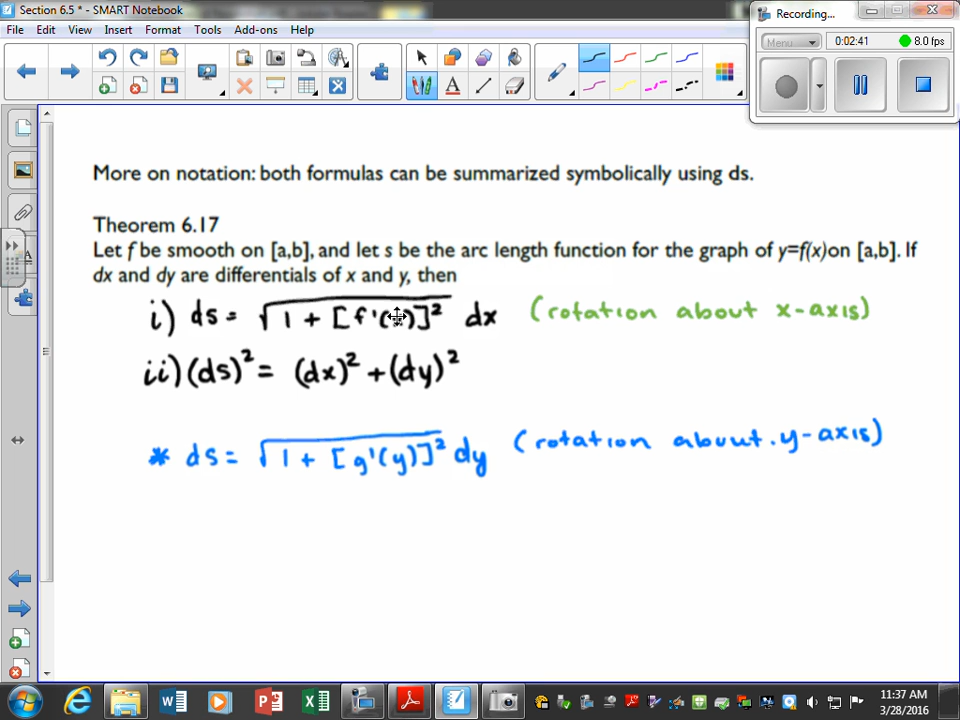 Section 6.5 * - SMART Notebook
Recording...
File Edit View Insert Format Tools Add-ons Help
Menu
0:02:41
8.0 fps
More on notation: both formulas can be summarized symbolically using ds.
Theorem 6.17
Let f be smooth on [a,b], and let s be the arc length function for the graph of y=f(x)on [a,b]. If
dx and dy are differentials of x and y, then
i) ds = √1 + [f'(x)]² dx (rotation about x-axis)
ii) (ds)² = (dx)² + (dy)²
* ds = √1 + [g'(y)]² dy (rotation about y-axis)
11:37 AM
3/28/2016